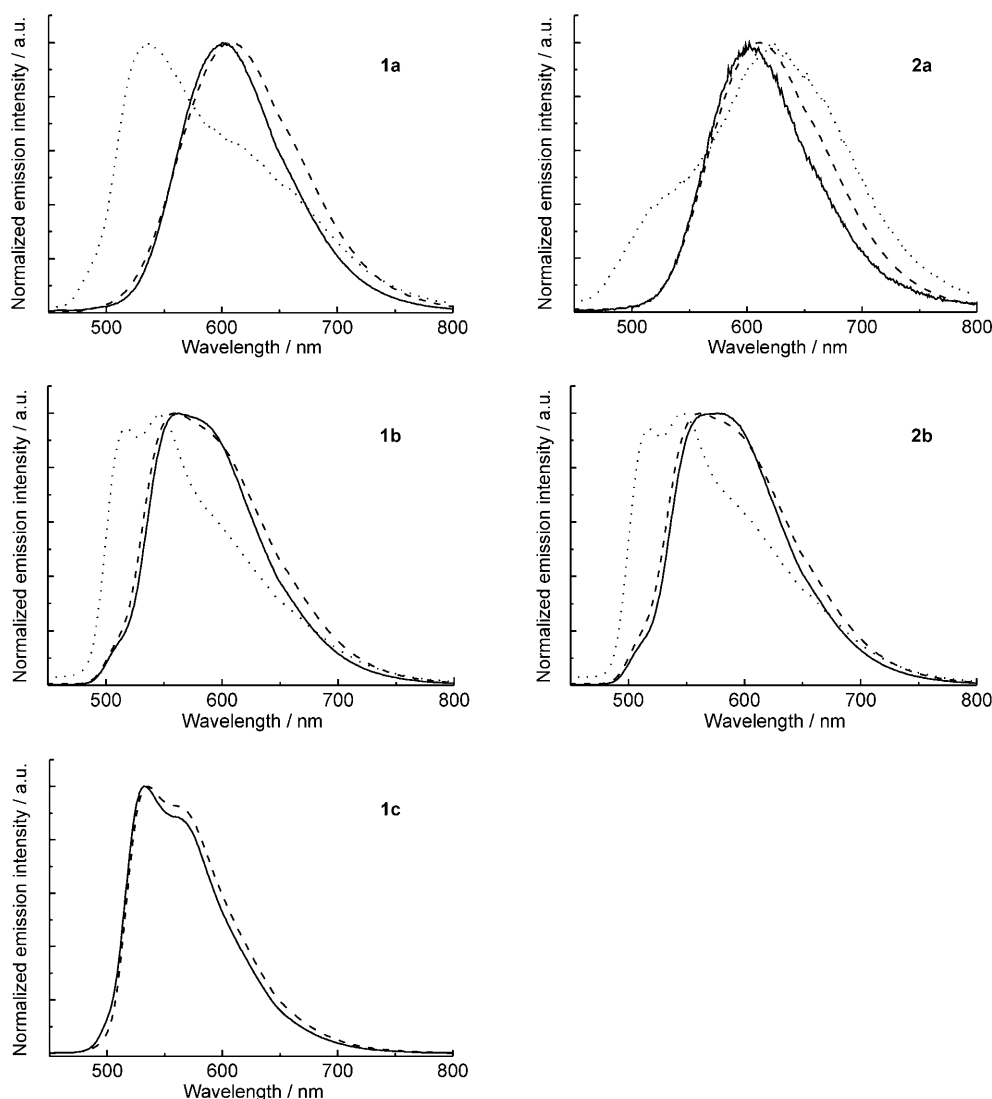 Normalized emission intensity / a.u.
1a
500 600 700 800
Wavelength / nm
Normalized emission intensity / a.u.
2a
500 600 700 800
Wavelength / nm
Normalized emission intensity / a.u.
1b
500 600 700 800
Wavelength / nm
Normalized emission intensity / a.u.
2b
500 600 700 800
Wavelength / nm
Normalized emission intensity / a.u.
1c
500 600 700 800
Wavelength / nm